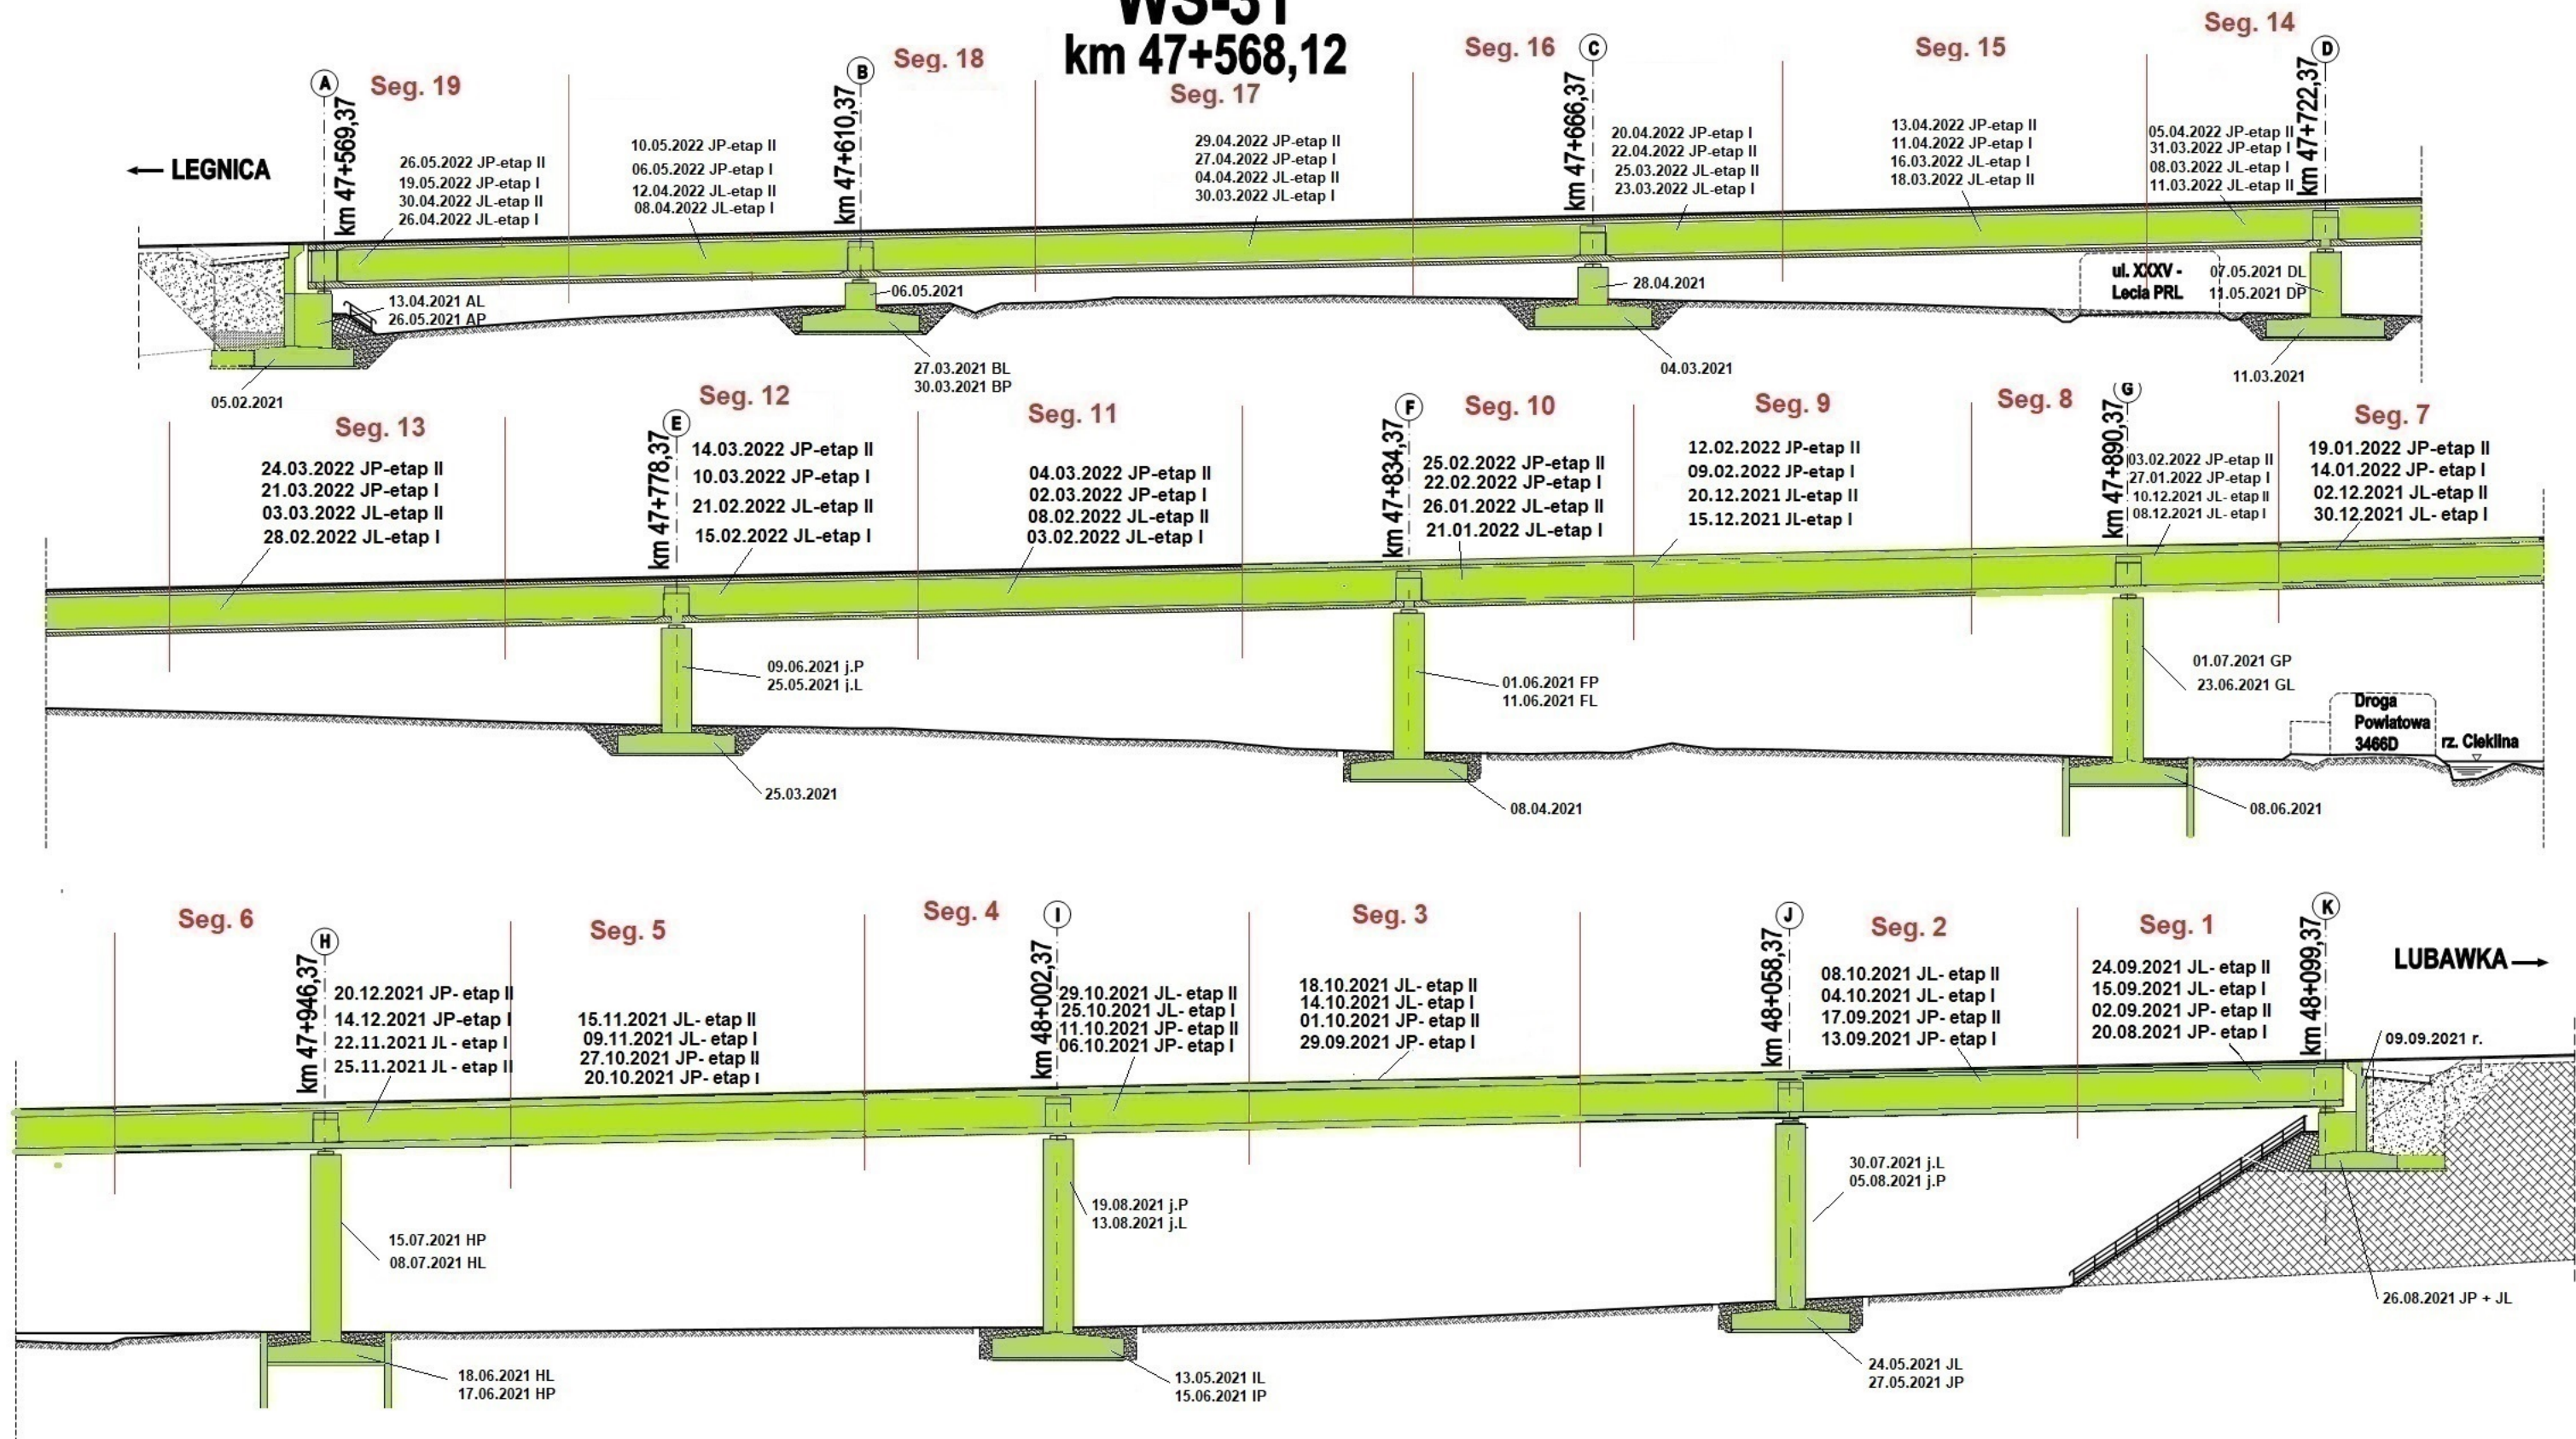 WS-31
km 47+568,12
Seg. 19
Seg. 18
Seg. 17
Seg. 16
Seg. 15
Seg. 14
A
km 47+569,37
B
km 47+610,37
C
km 47+666,37
D
km 47+722,37
← LEGNICA
26.05.2022 JP-etap II
19.05.2022 JP-etap I
30.04.2022 JL-etap II
26.04.2022 JL-etap I
10.05.2022 JP-etap II
06.05.2022 JP-etap I
12.04.2022 JL-etap II
08.04.2022 JL-etap I
29.04.2022 JP-etap II
27.04.2022 JP-etap I
04.04.2022 JL-etap II
30.03.2022 JL-etap I
20.04.2022 JP-etap I
22.04.2022 JP-etap II
25.03.2022 JL-etap II
23.03.2022 JL-etap I
13.04.2022 JP-etap II
11.04.2022 JP-etap I
16.03.2022 JL-etap I
18.03.2022 JL-etap II
05.04.2022 JP-etap II
31.03.2022 JP-etap I
08.03.2022 JL-etap I
11.03.2022 JL-etap II
13.04.2021 AL
26.05.2021 AP
05.02.2021
06.05.2021
27.03.2021 BL
30.03.2021 BP
28.04.2021
04.03.2021
ul. XXXV -
Lecia PRL
07.05.2021 DL
11.05.2021 DP
11.03.2021
Seg. 13
Seg. 12
Seg. 11
Seg. 10
Seg. 9
Seg. 8
Seg. 7
E
km 47+778,37
F
km 47+834,37
G
km 47+890,37
24.03.2022 JP-etap II
21.03.2022 JP-etap I
03.03.2022 JL-etap II
28.02.2022 JL-etap I
14.03.2022 JP-etap II
10.03.2022 JP-etap I
21.02.2022 JL-etap II
15.02.2022 JL-etap I
04.03.2022 JP-etap II
02.03.2022 JP-etap I
08.02.2022 JL-etap II
03.02.2022 JL-etap I
25.02.2022 JP-etap II
22.02.2022 JP-etap I
26.01.2022 JL-etap II
21.01.2022 JL-etap I
12.02.2022 JP-etap II
09.02.2022 JP-etap I
20.12.2021 JL-etap II
15.12.2021 JL-etap I
03.02.2022 JP-etap II
27.01.2022 JP-etap I
10.12.2021 JL- etap II
08.12.2021 JL- etap I
19.01.2022 JP-etap II
14.01.2022 JP- etap I
02.12.2021 JL-etap II
30.12.2021 JL- etap I
09.06.2021 j.P
25.05.2021 j.L
25.03.2021
01.06.2021 FP
11.06.2021 FL
08.04.2021
01.07.2021 GP
23.06.2021 GL
08.06.2021
Droga
Powiatowa
3466D
rz. Cieklina
Seg. 6
Seg. 5
Seg. 4
Seg. 3
Seg. 2
Seg. 1
H
km 47+946,37
I
km 48+002,37
J
km 48+058,37
K
km 48+099,37
LUBAWKA →
20.12.2021 JP- etap II
14.12.2021 JP-etap I
22.11.2021 JL - etap I
25.11.2021 JL - etap II
15.11.2021 JL- etap II
09.11.2021 JL- etap I
27.10.2021 JP- etap II
20.10.2021 JP- etap I
29.10.2021 JL- etap II
25.10.2021 JL- etap I
11.10.2021 JP- etap II
06.10.2021 JP- etap I
18.10.2021 JL- etap II
14.10.2021 JL- etap I
01.10.2021 JP- etap II
29.09.2021 JP- etap I
08.10.2021 JL- etap II
04.10.2021 JL- etap I
17.09.2021 JP- etap II
13.09.2021 JP- etap I
24.09.2021 JL- etap II
15.09.2021 JL- etap I
02.09.2021 JP- etap II
20.08.2021 JP- etap I
09.09.2021 r.
15.07.2021 HP
08.07.2021 HL
18.06.2021 HL
17.06.2021 HP
19.08.2021 j.P
13.08.2021 j.L
13.05.2021 IL
15.06.2021 IP
30.07.2021 j.L
05.08.2021 j.P
24.05.2021 JL
27.05.2021 JP
26.08.2021 JP + JL